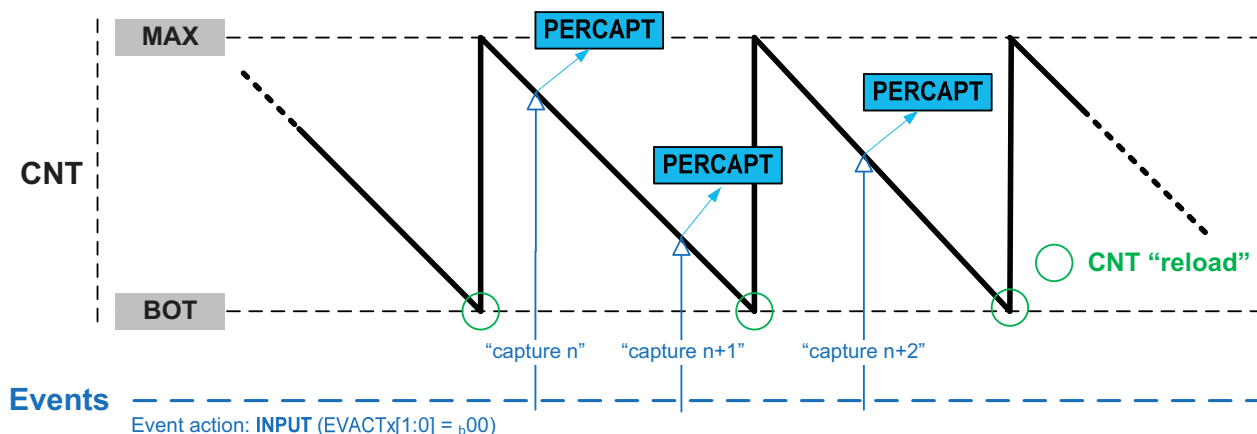 MAX
PERCAPT
PERCAPT
CNT
PERCAPT
CNT “reload”
BOT
“capture n” “capture n+1” “capture n+2”
Events
Event action: INPUT (EVACTx[1:0] = b00)